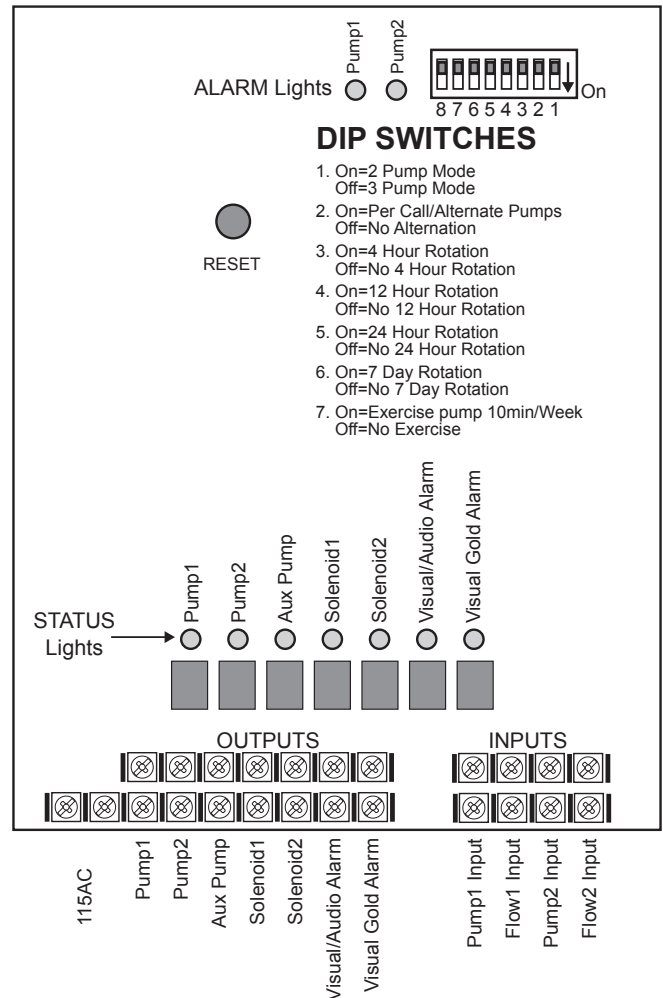 Pump1
Pump2
ALARM Lights
On
8 7 6 5 4 3 2 1
DIP SWITCHES
1. On=2 Pump Mode
Off=3 Pump Mode
2. On=Per Call/Alternate Pumps
Off=No Alternation
3. On=4 Hour Rotation
Off=No 4 Hour Rotation
4. On=12 Hour Rotation
Off=No 12 Hour Rotation
5. On=24 Hour Rotation
Off=No 24 Hour Rotation
6. On=7 Day Rotation
Off=No 7 Day Rotation
7. On=Exercise pump 10min/Week
Off=No Exercise
RESET
STATUS
Lights
Pump1
Pump2
Aux Pump
Solenoid1
Solenoid2
Visual/Audio Alarm
Visual Gold Alarm
OUTPUTS
INPUTS
115AC
Pump1
Pump2
Aux Pump
Solenoid1
Solenoid2
Visual/Audio Alarm
Visual Gold Alarm
Pump1 Input
Flow1 Input
Pump2 Input
Flow2 Input